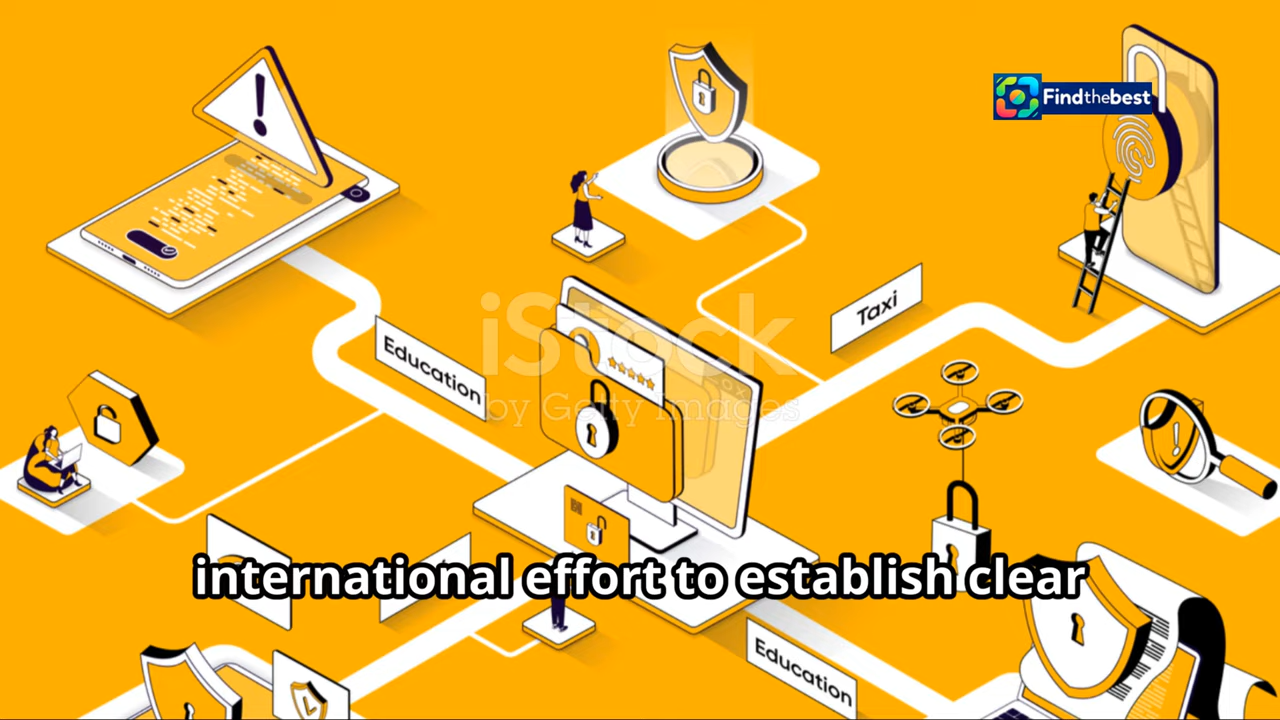 Findthebest
Taxi
iStock
by Getty Images
Education
international effort to establish clear
Education